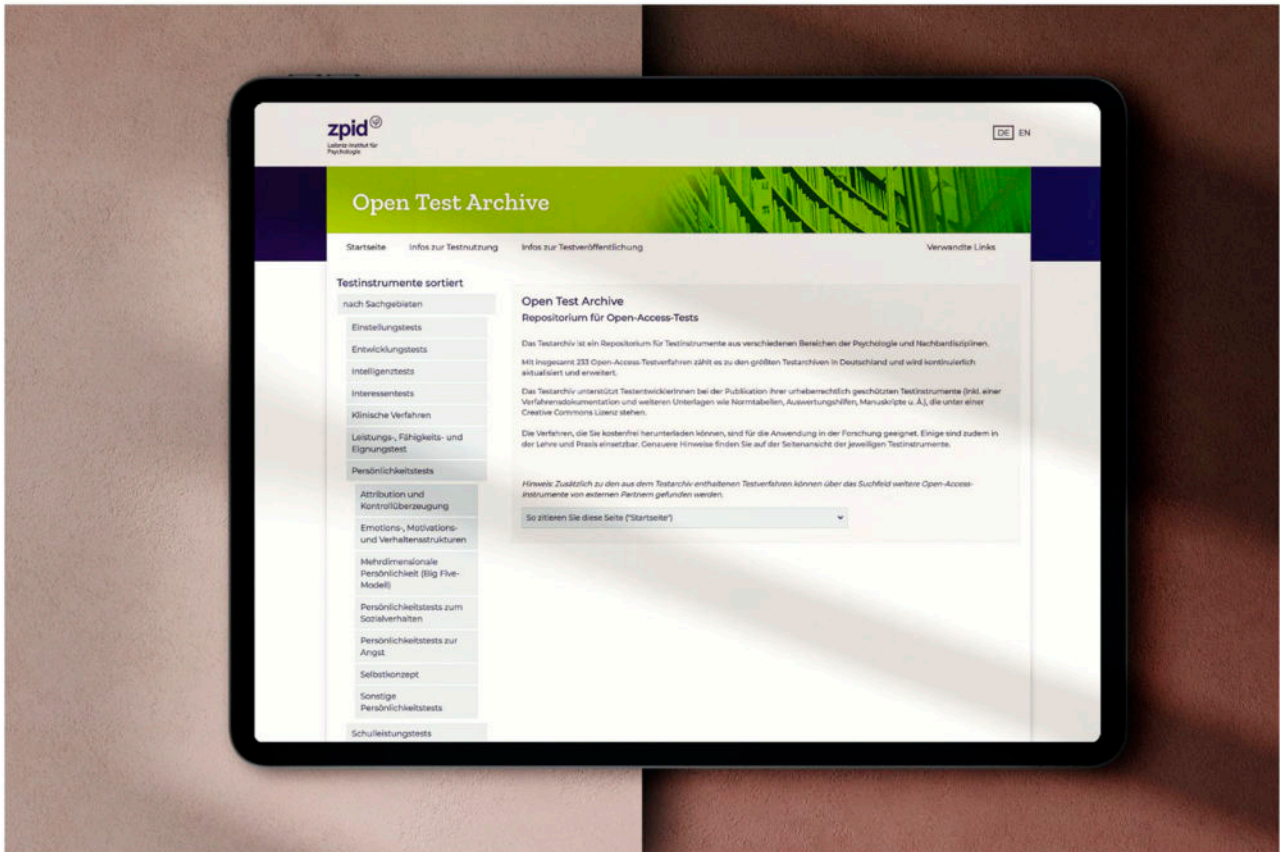 zpid
Leibniz-Institut für
Psychologie
DE EN
Open Test Archive
Startseite Infos zur Testnutzung Infos zur Testveröffentlichung Verwandte Links
Testinstrumente sortiert
nach Sachgebieten
Einstellungstests
Entwicklungstests
Intelligenztests
Interessentests
Klinische Verfahren
Leistungs-, Fähigkeits- und
Eignungstest
Persönlichkeitstests
Attribution und
Kontrollüberzeugung
Emotions-, Motivations-
und Verhaltensstrukturen
Mehrdimensionale
Persönlichkeit (Big Five-
Modell)
Persönlichkeitstests zum
Sozialverhalten
Persönlichkeitstests zur
Angst
Selbstkonzept
Sonstige
Persönlichkeitstests
Schulleistungstests
Open Test Archive
Repositorium für Open-Access-Tests
Das Testarchiv ist ein Repositorium für Testinstrumente aus verschiedenen Bereichen der Psychologie und Nachbardisziplinen.
Mit insgesamt 233 Open-Access-Testverfahren zählt es zu den größten Testarchiven in Deutschland und wird kontinuierlich
aktualisiert und erweitert.
Das Testarchiv unterstützt TestentwicklerInnen bei der Publikation ihrer urheberrechtlich geschützten Testinstrumente (inkl. einer
Verfahrensdokumentation und weiteren Unterlagen wie Normtabellen, Auswertungshilfen, Manuskripte u. Ä.), die unter einer
Creative Commons Lizenz stehen.
Die Verfahren, die Sie kostenfrei herunterladen können, sind für die Anwendung in der Forschung geeignet. Einige sind zudem in
der Lehre und Praxis einsetzbar. Genauere Hinweise finden Sie auf der Seitenansicht der jeweiligen Testinstrumente.
Hinweis: Zusätzlich zu den aus dem Testarchiv enthaltenen Testverfahren können über das Suchfeld weitere Open-Access-
Instrumente von externen Partnern gefunden werden.
So zitieren Sie diese Seite ("Startseite")